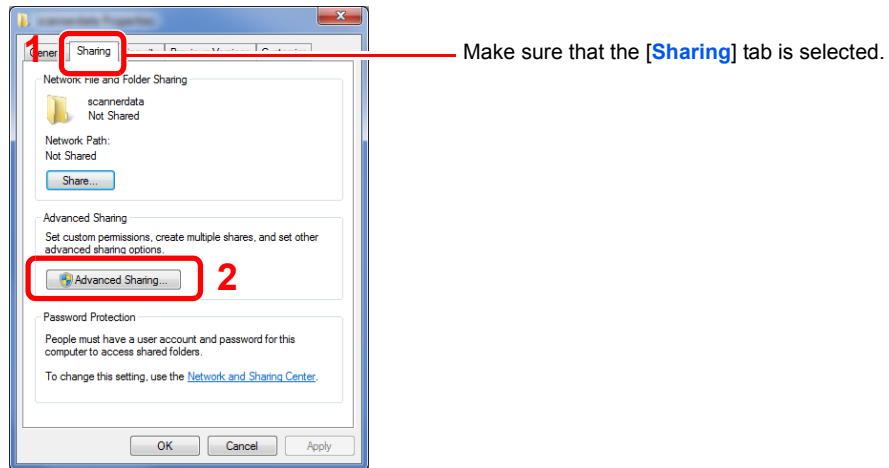 scannerdata Properties
1
Sharing
Make sure that the [Sharing] tab is selected.
Network File and Folder Sharing
scannerdata
Not Shared
Network Path:
Not Shared
Share...
Advanced Sharing
Set custom permissions, create multiple shares, and set other
advanced sharing options.
Advanced Sharing...
2
Password Protection
People must have a user account and password for this
computer to access shared folders.
To change this setting, use the Network and Sharing Center.
OK
Cancel
Apply